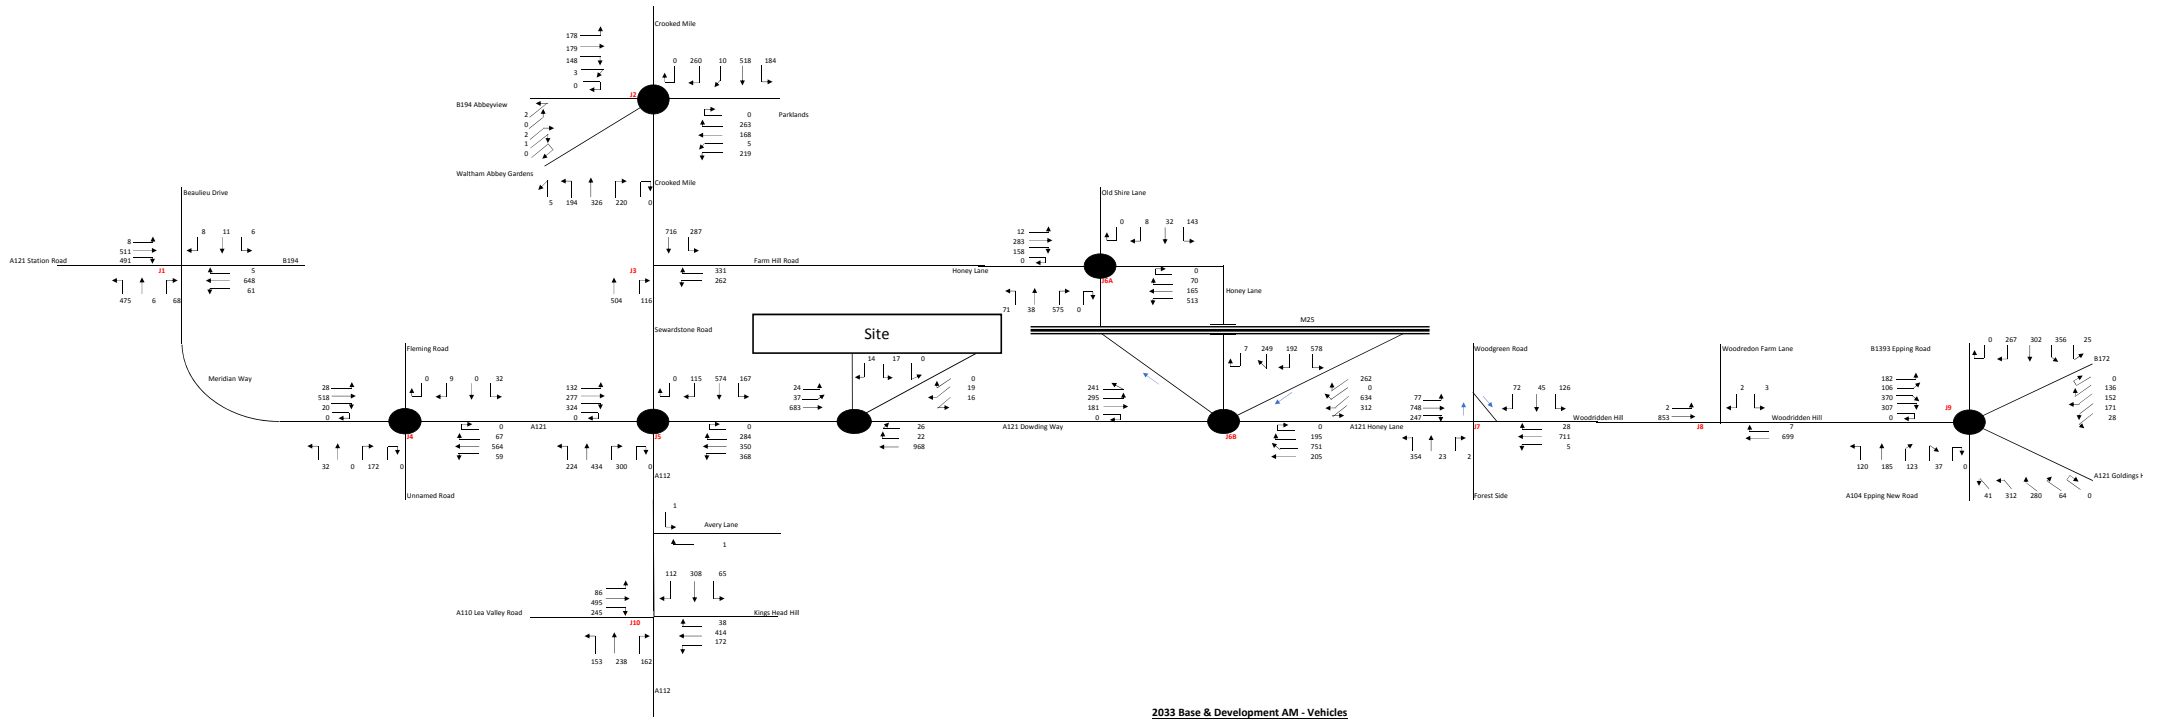 Crooked Mile
178
179
148
3
0
0 260 10 518 184
J2
B194 Abbeyview
2
0
2
1
0
0
263
168
5
219
Parklands
Waltham Abbey Gardens
Crooked Mile
5 194 326 220 0
Beaulieu Drive
8
511
491
8 11 6
A121 Station Road
J1
B194
5
648
61
475 6 68
716 287
J3
Farm Hill Road
331
262
504 116
Old Shire Lane
12
283
158
0
0 8 32 143
Honey Lane
J6A
0
70
165
513
71 38 575 0
Honey Lane
M25
Sewardstone Road
Site
Meridian Way
Fleming Road
28
518
20
0
0 9 0 32
J4
0
67
564
59
32 0 172 0
Unnamed Road
A121
132
277
324
0
0 115 574 167
J5
0
284
350
368
224 434 300 0
A112
14 17 0
24
37
683
0
19
16
26
22
968
A121 Dowding Way
241
295
181
0
7 249 192 578
262
0
634
312
J6B
0
195
751
205
A121 Honey Lane
Woodgreen Road
77
748
247
72 45 126
J7
28
711
5
354 23 2
Forest Side
Woodridden Hill
Woodredon Farm Lane
2
853
2 3
J8
Woodridden Hill
7
699
B1393 Epping Road
0 267 302 356 25
B172
182
106
370
307
0
J9
0
136
152
171
28
120 185 123 37 0
A104 Epping New Road
41 312 280 64 0
A121 Goldings H
1
Avery Lane
1
112 308 65
86
495
245
A110 Lea Valley Road
J10
Kings Head Hill
38
414
172
153 238 162
A112
2033 Base & Development AM - Vehicles